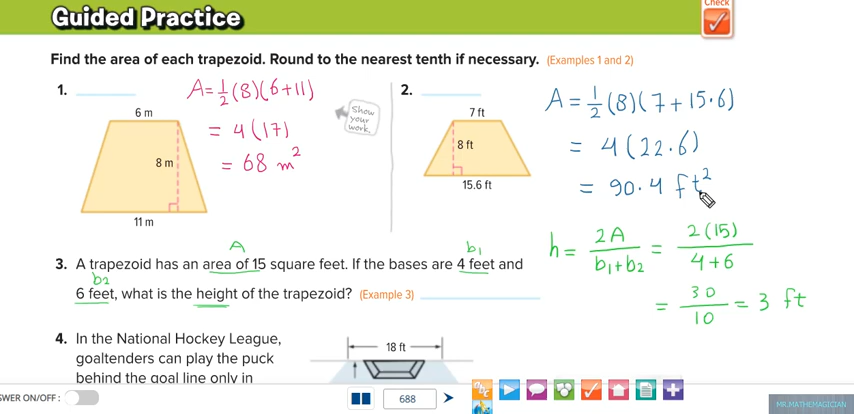 Guided Practice
Check
Find the area of each trapezoid. Round to the nearest tenth if necessary. (Examples 1 and 2)
1.
A = 1/2 (8)(6+11)
= 4(17)
= 68 m²
6 m
8 m
11 m
Show
your
work.
2.
7 ft
8 ft
15.6 ft
A = 1/2 (8)(7+15.6)
= 4(22.6)
= 90.4 ft²
A
b₁
3. A trapezoid has an area of 15 square feet. If the bases are 4 feet and
b₂
6 feet, what is the height of the trapezoid? (Example 3)
h = 2A / b₁+b₂ = 2(15) / 4+6
= 30 / 10 = 3 ft
4. In the National Hockey League,
goaltenders can play the puck
behind the goal line only in
18 ft
SWER ON/OFF :
688
MR.MATHEMAGICIAN